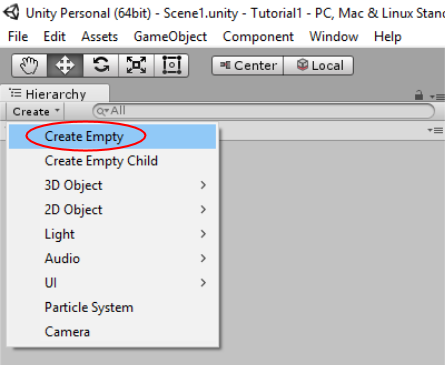 Unity Personal (64bit) - Scene1.unity - Tutorial1 - PC, Mac & Linux Stan
File Edit Assets GameObject Component Window Help
Center Local
Hierarchy
Create All
Create Empty
Create Empty Child
3D Object
2D Object
Light
Audio
UI
Particle System
Camera